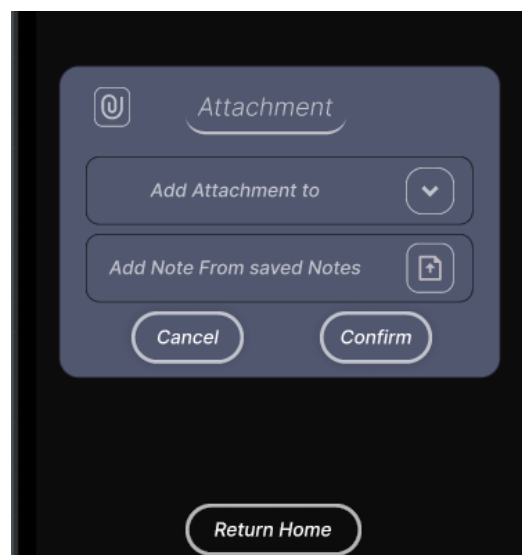 Attachment
Add Attachment to
Add Note From saved Notes
Cancel Confirm
Return Home